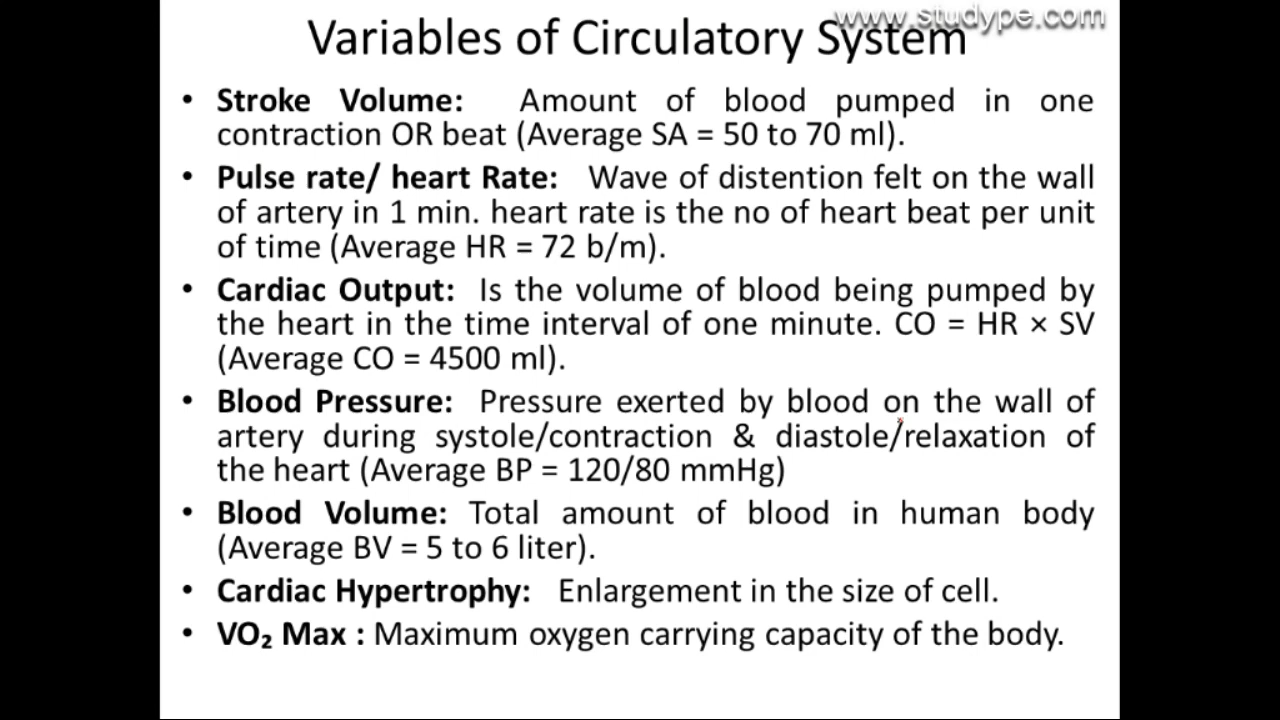 www.studype.com
Variables of Circulatory System
• Stroke Volume: Amount of blood pumped in one
contraction OR beat (Average SA = 50 to 70 ml).
• Pulse rate/ heart Rate: Wave of distention felt on the wall
of artery in 1 min. heart rate is the no of heart beat per unit
of time (Average HR = 72 b/m).
• Cardiac Output: Is the volume of blood being pumped by
the heart in the time interval of one minute. CO = HR × SV
(Average CO = 4500 ml).
• Blood Pressure: Pressure exerted by blood on the wall of
artery during systole/contraction & diastole/relaxation of
the heart (Average BP = 120/80 mmHg)
• Blood Volume: Total amount of blood in human body
(Average BV = 5 to 6 liter).
• Cardiac Hypertrophy: Enlargement in the size of cell.
• VO₂ Max : Maximum oxygen carrying capacity of the body.